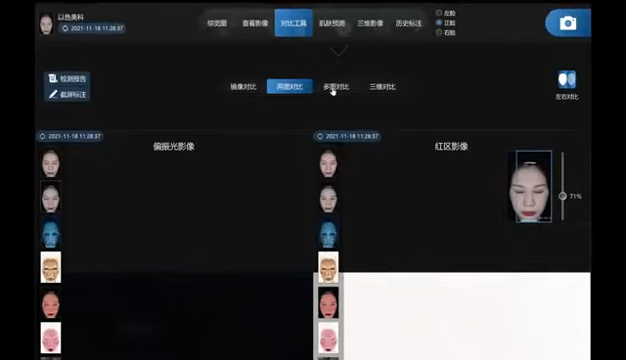 以色美科
2021-11-18 11:28:37
综览图 查看影像 对比工具 肌肤预测 三维影像 历史标注
左脸
正脸
右脸
检测报告
截屏标注
镜像对比 两图对比 多图对比 三维对比
左右对比
2021-11-18 11:28:37
偏振光影像
2021-11-18 11:28:37
红区影像
71%